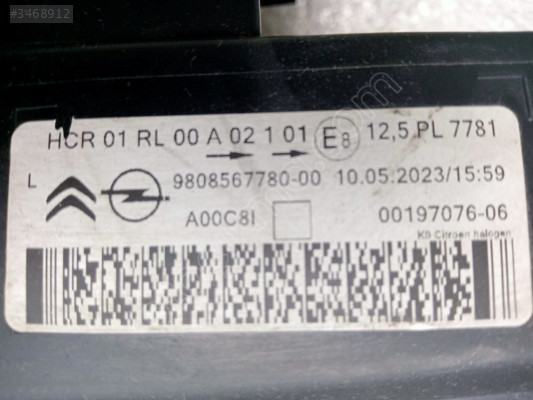 #3468912
HCR 01 RL 00 A 02 1 01 E8 12,5 PL 7781
L 9808567780-00 10.05.2023/15:59
A00C8I 00197076-06
KD Citroen halogen